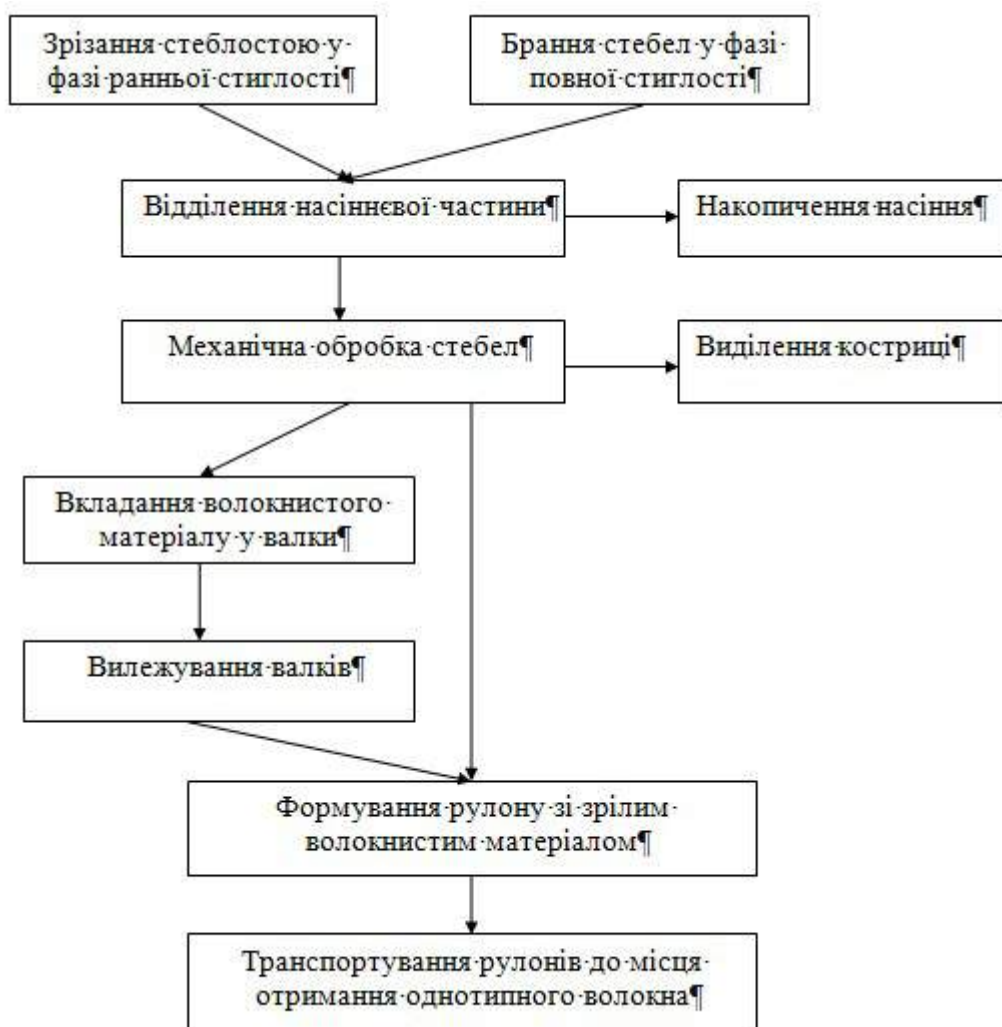 Зрізання·стеблостою·у·
фазі·ранньої·стиглості¶
Брання·стебел·у·фазі·
повної·стиглості¶
Відділення·насіннєвої·частини¶
Накопичення·насіння¶
Механічна·обробка·стебел¶
Виділення·костриці¶
Вкладання·волокнистого·
матеріалу·у·валки¶
Вилежування·валків¶
Формування·рулону·зі·зрілим·
волокнистим·матеріалом¶
Транспортування·рулонів·до·місця·
отримання·однотипного·волокна¶